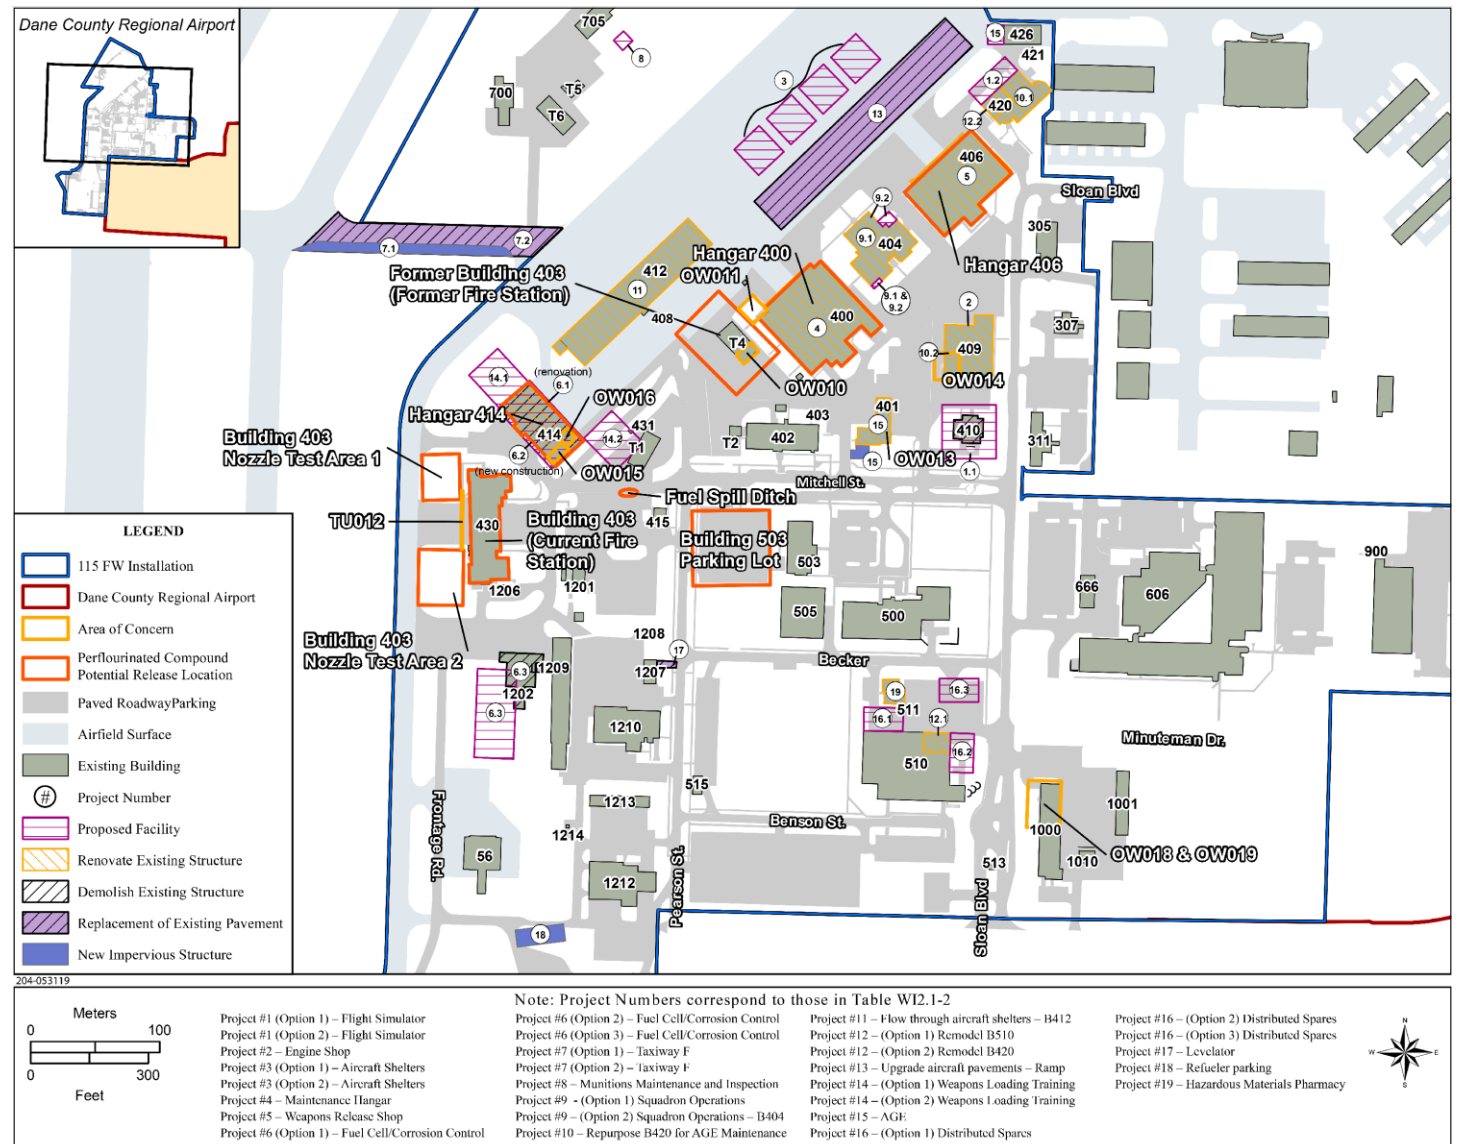 Dane County Regional Airport
705
8
700
T5
T6
3
13
15
426
421
1.2
10.1
420
12.2
406
5
Sloan Blvd
305
9.2
9.1
404
Hangar 406
7.1
7.2
412
11
408
Former Building 403
(Former Fire Station)
Hangar 400
OW011
9.1 &
9.2
400
4
T4
OW010
2
307
409
10.2
OW014
14.1
(renovation)
6.1
OW016
Hangar 414
414
6.2
(new construction)
OW015
14.2
431
T1
T2
403
402
401
15
15
OW013
410
1.1
311
Mitchell St.
Building 403
Nozzle Test Area 1
TU012
430
Building 403
(Current Fire
Station)
Fuel Spill Ditch
415
Building 503
Parking Lot
503
1206
1201
505
500
666
606
900
Building 403
Nozzle Test Area 2
1208
17
1207
Becker
6.3
1209
1202
6.3
1210
19
511
16.3
16.1
12.1
16.2
510
Minuteman Dr.
515
1213
1214
Benson St.
Frontage Rd.
56
1212
Pearson St.
Sloan Blvd
513
1000
1001
1010
OW018 & OW019
18
LEGEND
115 FW Installation
Dane County Regional Airport
Area of Concern
Perflourinated Compound
Potential Release Location
Paved RoadwayParking
Airfield Surface
Existing Building
# Project Number
Proposed Facility
Renovate Existing Structure
Demolish Existing Structure
Replacement of Existing Pavement
New Impervious Structure
204-053119
Meters
0 100
0 300
Feet
Note: Project Numbers correspond to those in Table WI2.1-2
Project #1 (Option 1) – Flight Simulator
Project #1 (Option 2) – Flight Simulator
Project #2 – Engine Shop
Project #3 (Option 1) – Aircraft Shelters
Project #3 (Option 2) – Aircraft Shelters
Project #4 – Maintenance Hangar
Project #5 – Weapons Release Shop
Project #6 (Option 1) – Fuel Cell/Corrosion Control
Project #6 (Option 2) – Fuel Cell/Corrosion Control
Project #6 (Option 3) – Fuel Cell/Corrosion Control
Project #7 (Option 1) – Taxiway F
Project #7 (Option 2) – Taxiway F
Project #8 – Munitions Maintenance and Inspection
Project #9 - (Option 1) Squadron Operations
Project #9 – (Option 2) Squadron Operations – B404
Project #10 – Repurpose B420 for AGE Maintenance
Project #11 – Flow through aircraft shelters – B412
Project #12 – (Option 1) Remodel B510
Project #12 – (Option 2) Remodel B420
Project #13 – Upgrade aircraft pavements – Ramp
Project #14 – (Option 1) Weapons Loading Training
Project #14 – (Option 2) Weapons Loading Training
Project #15 – AGE
Project #16 – (Option 1) Distributed Spares
Project #16 – (Option 2) Distributed Spares
Project #16 – (Option 3) Distributed Spares
Project #17 – Levelator
Project #18 – Refueler parking
Project #19 – Hazardous Materials Pharmacy
N
W E
S